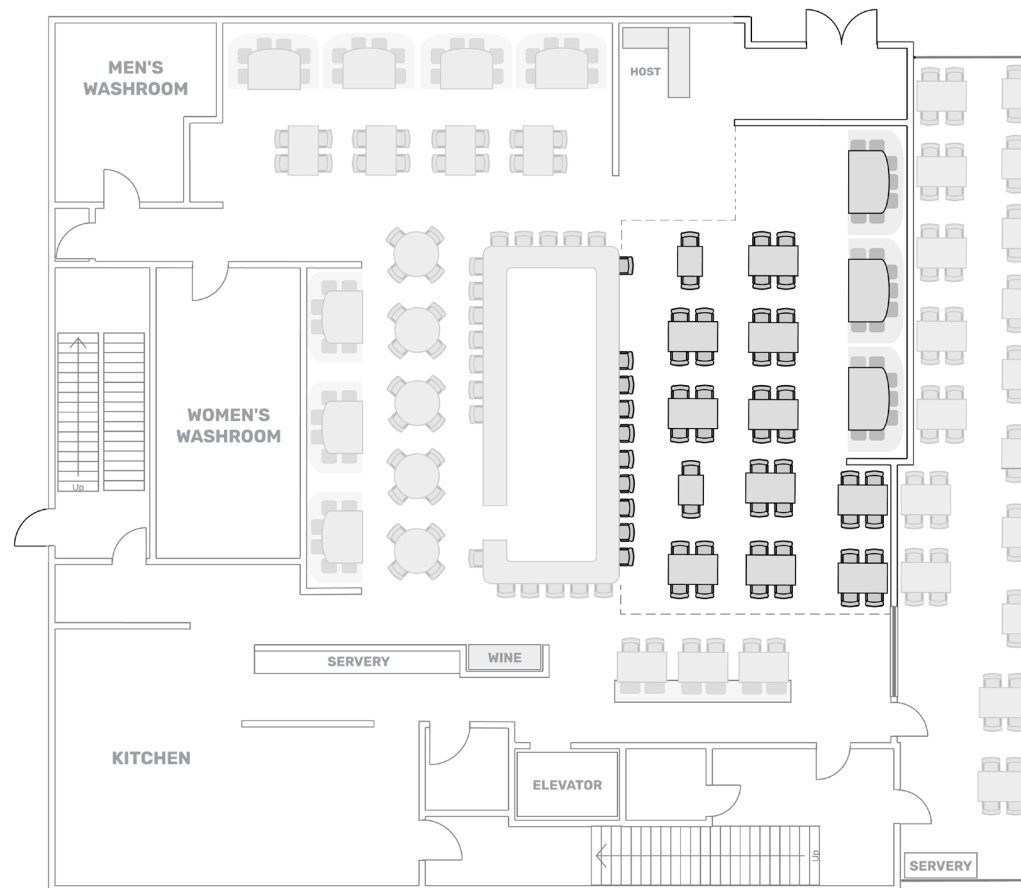 MEN'S
WASHROOM
HOST
WOMEN'S
WASHROOM
Up
SERVERY
WINE
KITCHEN
ELEVATOR
Up
SERVERY